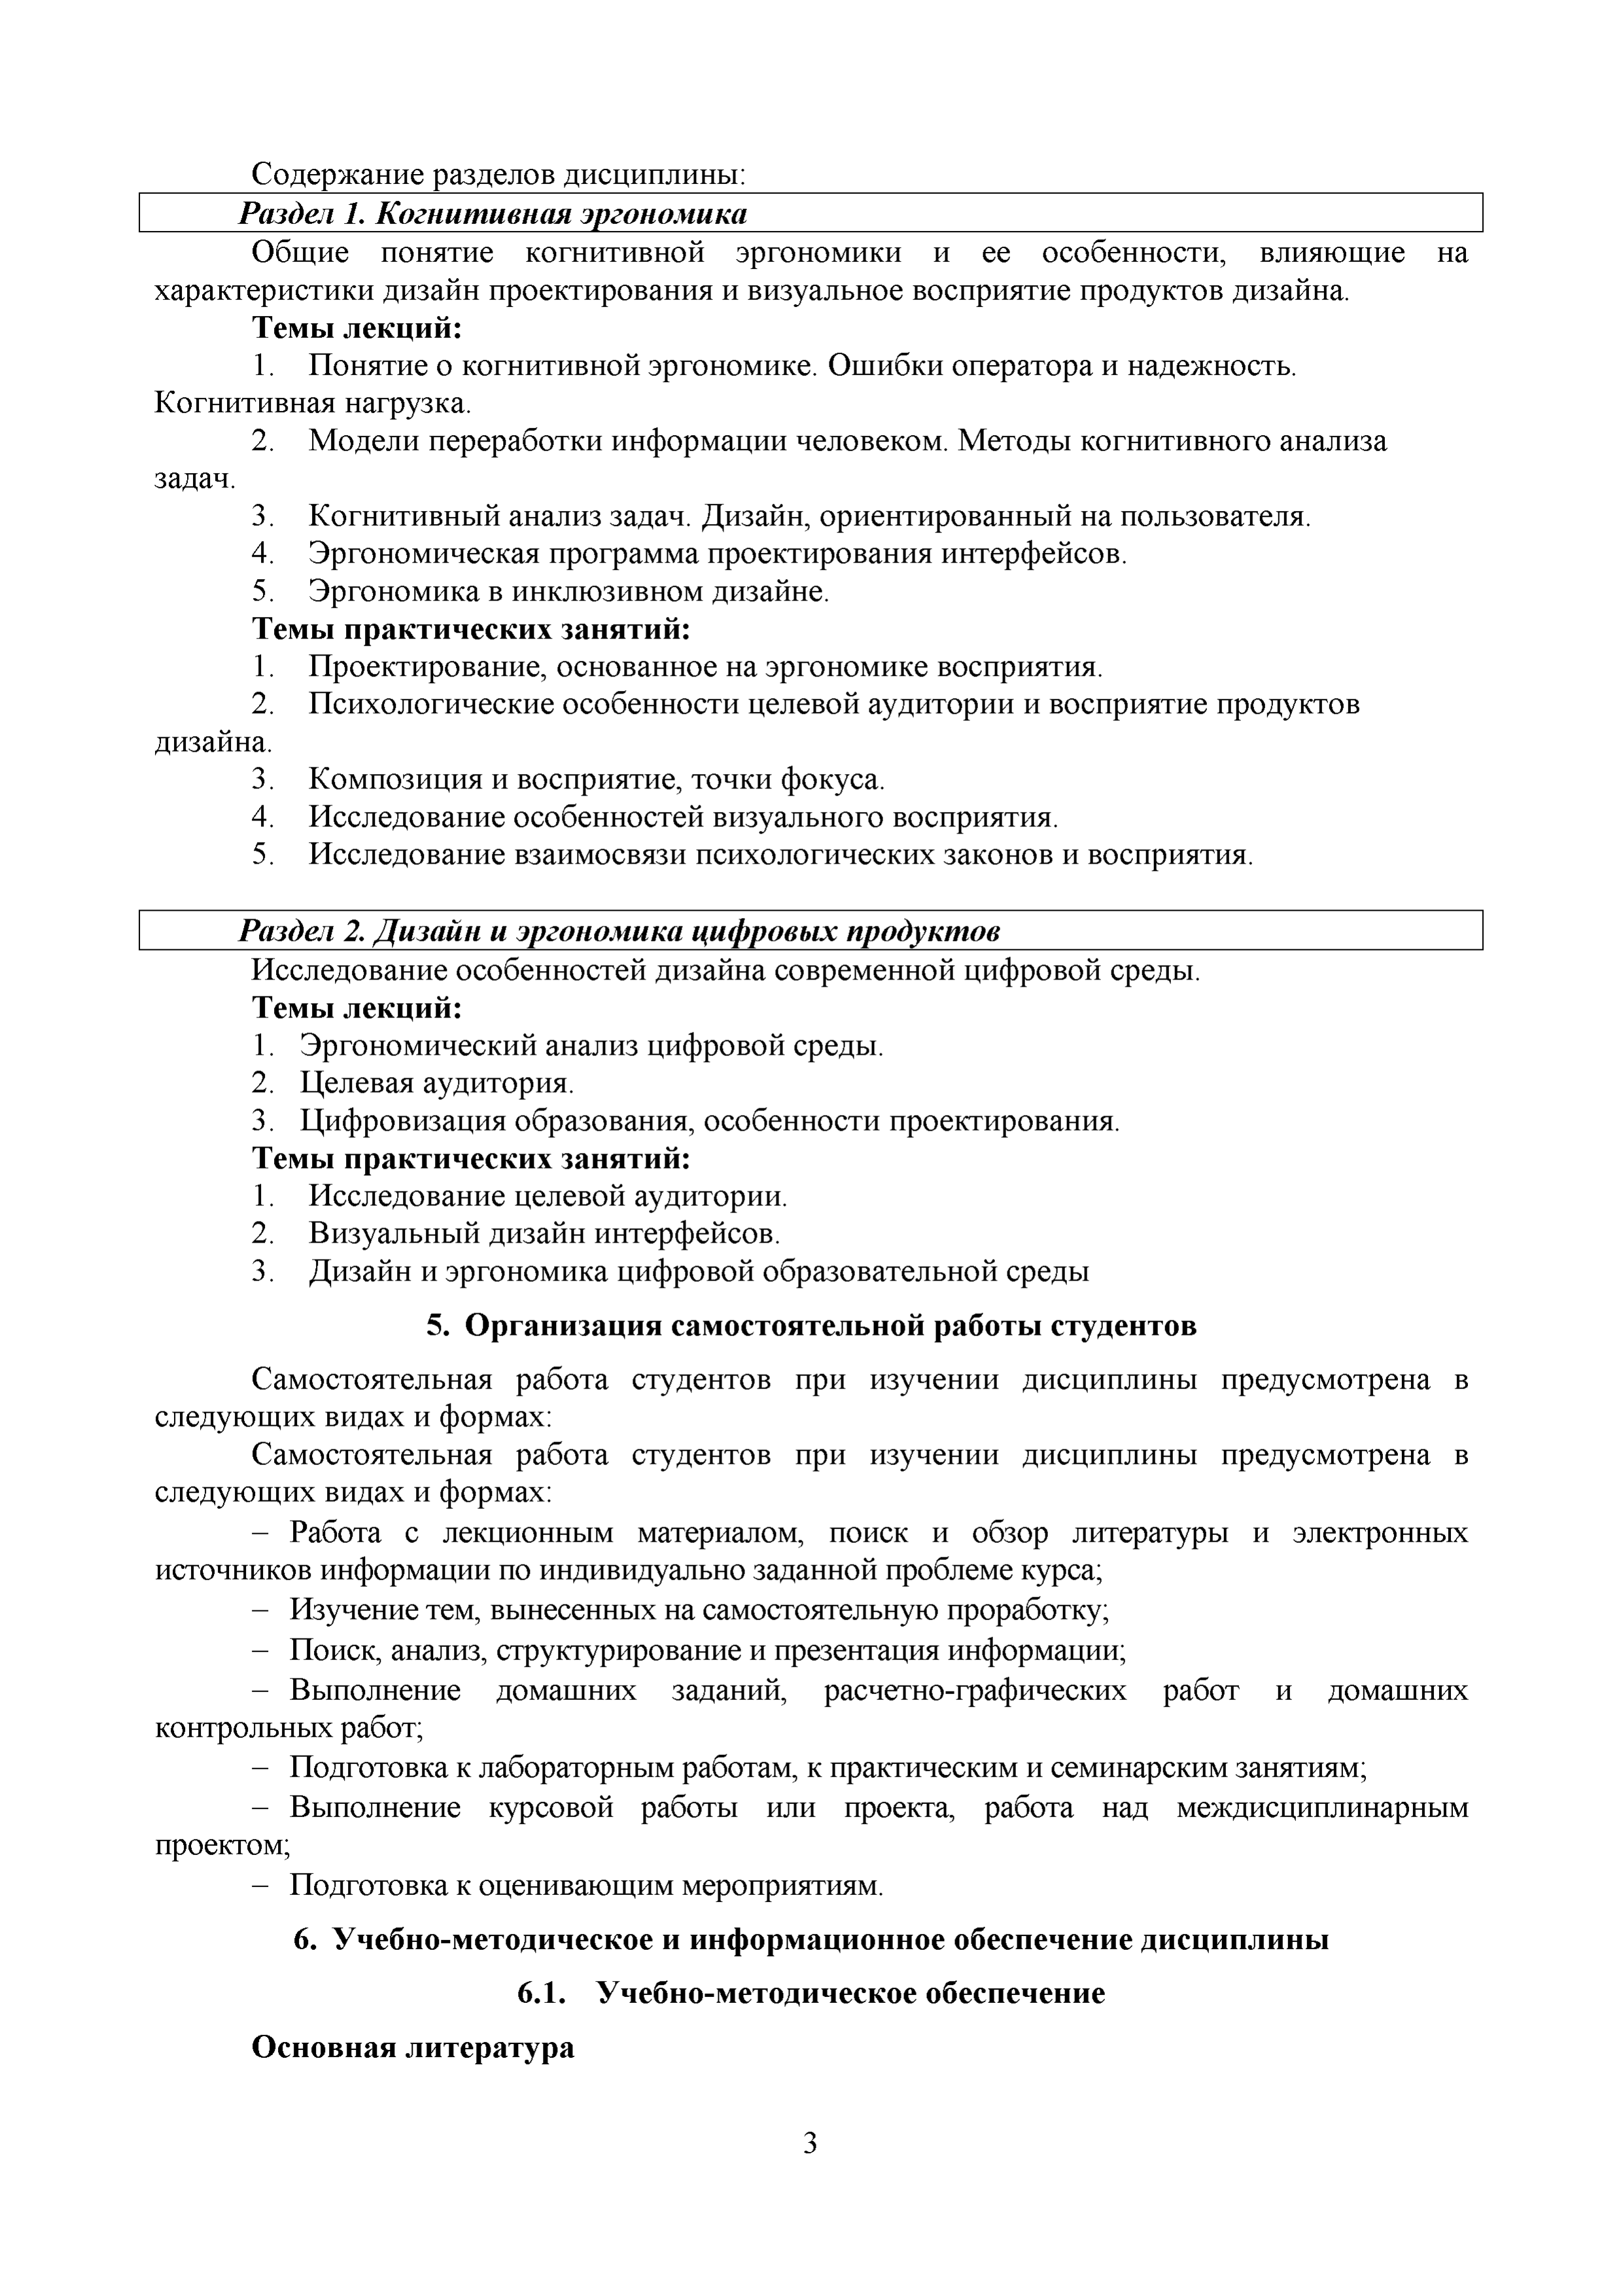 Содержание разделов дисциплины:
Раздел 1. Когнитивная эргономика
Общие понятие когнитивной эргономики и ее особенности, влияющие на
характеристики дизайн проектирования и визуальное восприятие продуктов дизайна.
Темы лекций:
1. Понятие о когнитивной эргономике. Ошибки оператора и надежность.
Когнитивная нагрузка.
2. Модели переработки информации человеком. Методы когнитивного анализа
задач.
3. Когнитивный анализ задач. Дизайн, ориентированный на пользователя.
4. Эргономическая программа проектирования интерфейсов.
5. Эргономика в инклюзивном дизайне.
Темы практических занятий:
1. Проектирование, основанное на эргономике восприятия.
2. Психологические особенности целевой аудитории и восприятие продуктов
дизайна.
3. Композиция и восприятие, точки фокуса.
4. Исследование особенностей визуального восприятия.
5. Исследование взаимосвязи психологических законов и восприятия.
Раздел 2. Дизайн и эргономика цифровых продуктов
Исследование особенностей дизайна современной цифровой среды.
Темы лекций:
1. Эргономический анализ цифровой среды.
2. Целевая аудитория.
3. Цифровизация образования, особенности проектирования.
Темы практических занятий:
1. Исследование целевой аудитории.
2. Визуальный дизайн интерфейсов.
3. Дизайн и эргономика цифровой образовательной среды
5. Организация самостоятельной работы студентов
Самостоятельная работа студентов при изучении дисциплины предусмотрена в
следующих видах и формах:
Самостоятельная работа студентов при изучении дисциплины предусмотрена в
следующих видах и формах:
– Работа с лекционным материалом, поиск и обзор литературы и электронных
источников информации по индивидуально заданной проблеме курса;
– Изучение тем, вынесенных на самостоятельную проработку;
– Поиск, анализ, структурирование и презентация информации;
– Выполнение домашних заданий, расчетно-графических работ и домашних
контрольных работ;
– Подготовка к лабораторным работам, к практическим и семинарским занятиям;
– Выполнение курсовой работы или проекта, работа над междисциплинарным
проектом;
– Подготовка к оценивающим мероприятиям.
6. Учебно-методическое и информационное обеспечение дисциплины
6.1. Учебно-методическое обеспечение
Основная литература
3